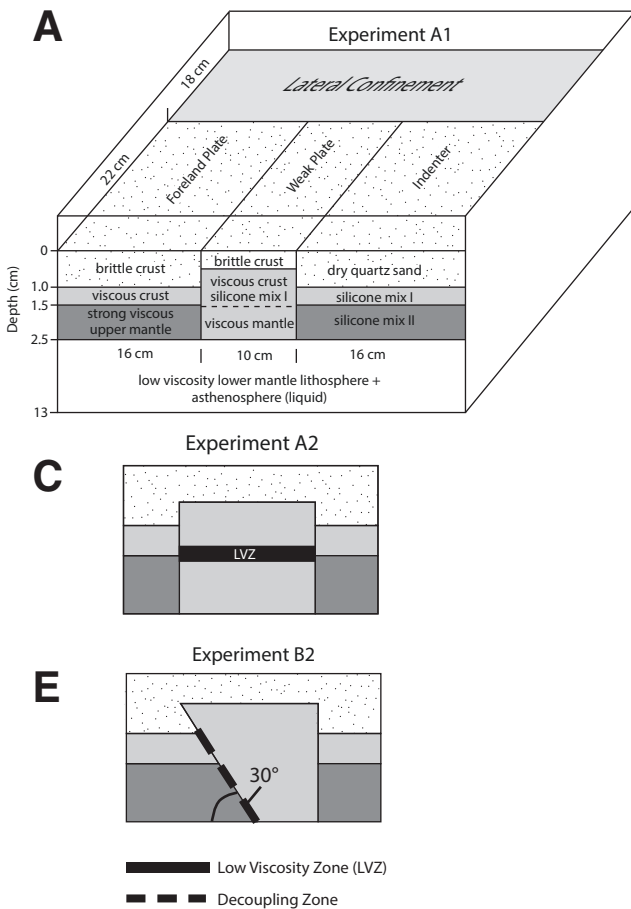 A
Experiment A1
18 cm
Lateral Confinement
22 cm
Foreland Plate
Weak Plate
Indenter
Depth (cm)
0
1.0
1.5
2.5
13
brittle crust
viscous crust
strong viscous
upper mantle
brittle crust
viscous crust
silicone mix I
viscous mantle
dry quartz sand
silicone mix I
silicone mix II
16 cm
10 cm
16 cm
low viscosity lower mantle lithosphere +
asthenosphere (liquid)
C
Experiment A2
LVZ
E
Experiment B2
30°
Low Viscosity Zone (LVZ)
Decoupling Zone